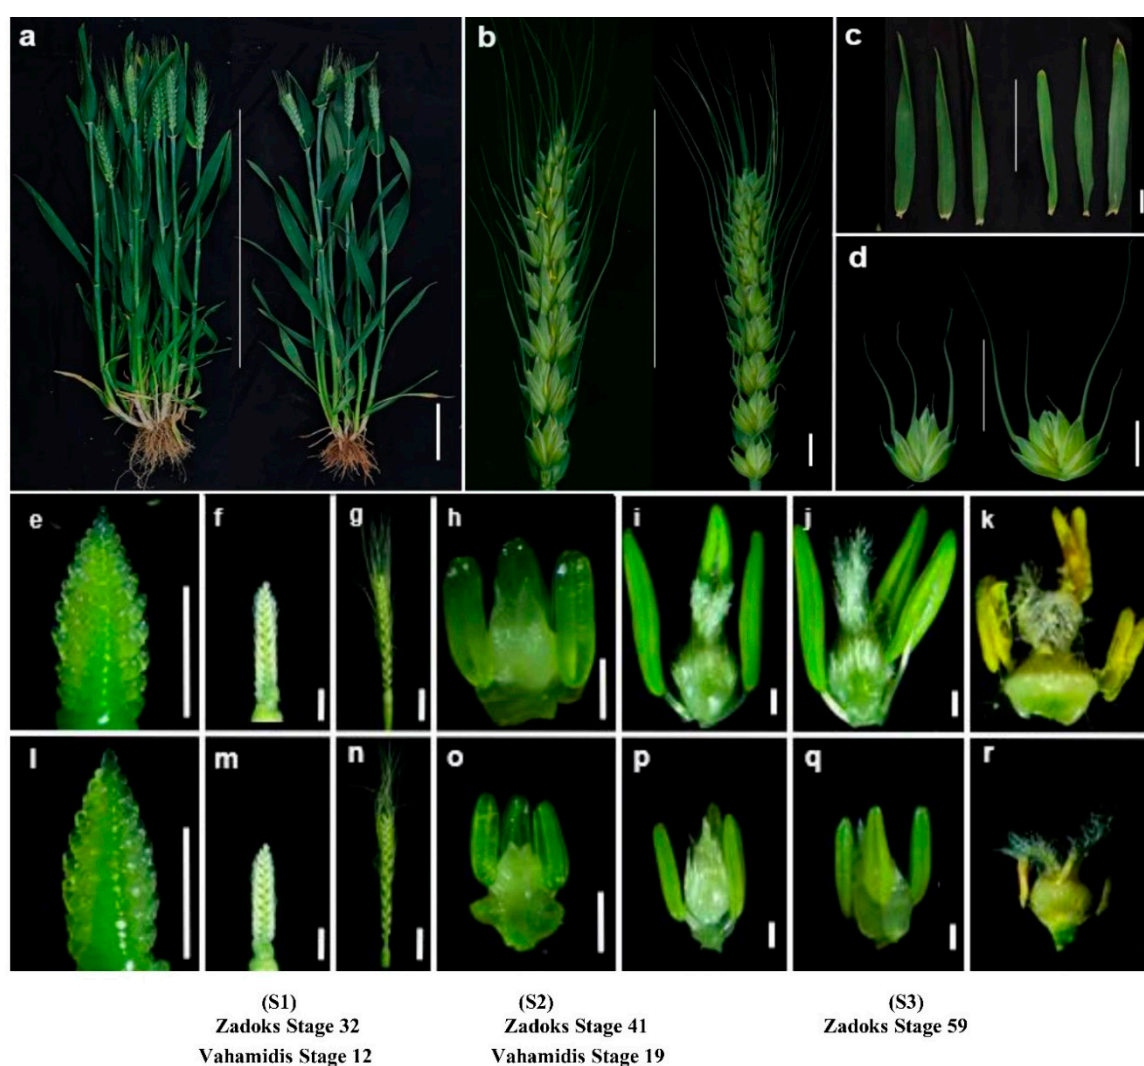 a
b
c
d
e
f
g
h
i
j
k
l
m
n
o
p
q
r
(S1)
Zadoks Stage 32
Vahamidis Stage 12
(S2)
Zadoks Stage 41
Vahamidis Stage 19
(S3)
Zadoks Stage 59